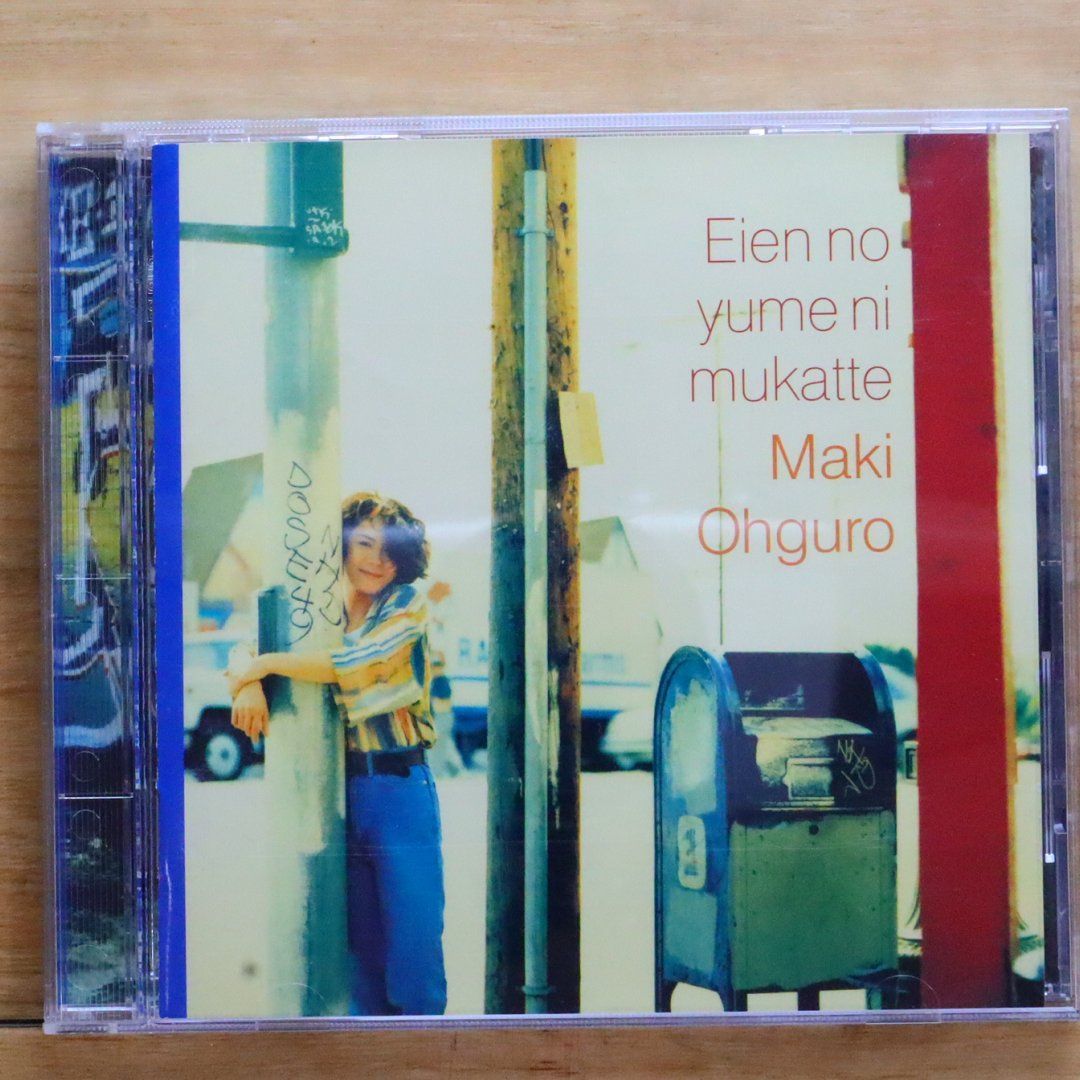 Eien no
yume ni
mukatte
Maki
Ohguro